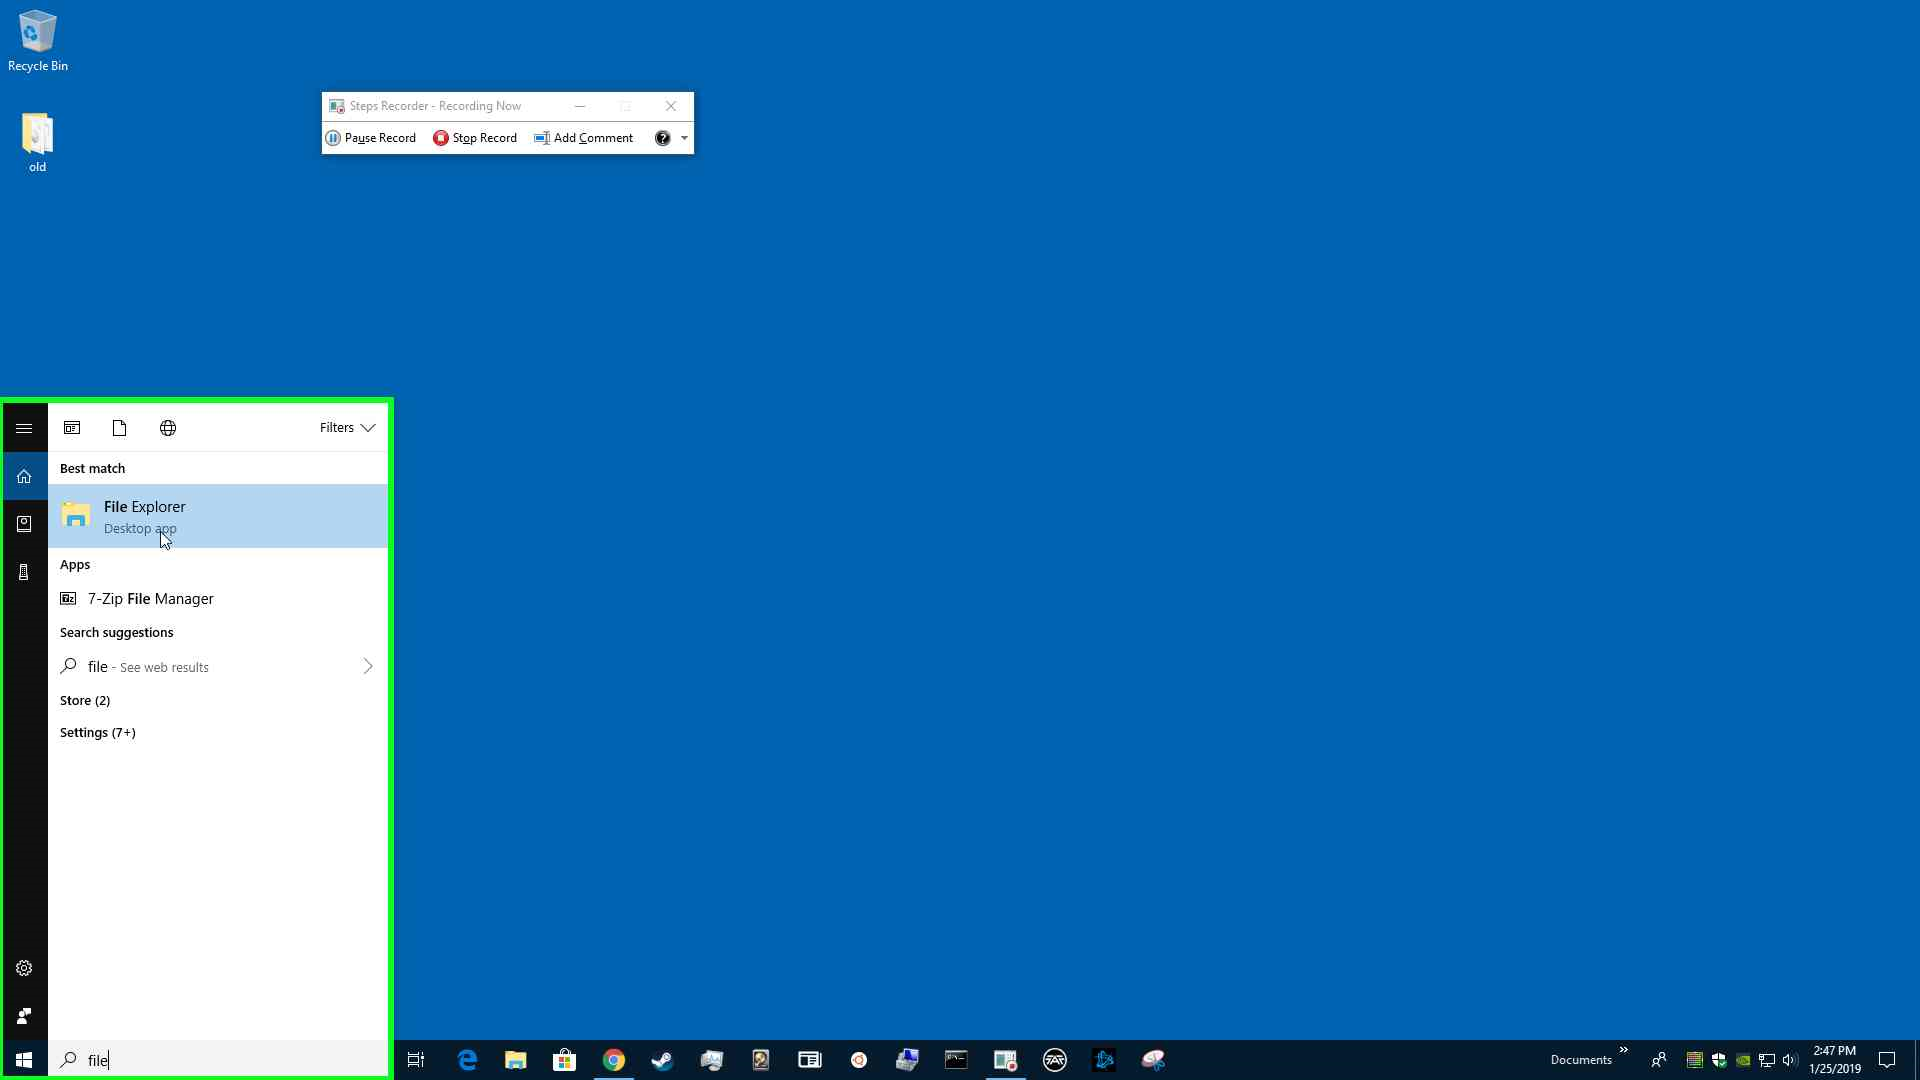 Recycle Bin
old
Steps Recorder - Recording Now
Pause Record Stop Record Add Comment ?
Filters
Best match
File Explorer
Desktop app
Apps
7-Zip File Manager
Search suggestions
file - See web results
Store (2)
Settings (7+)
file
Documents »
2:47 PM
1/25/2019